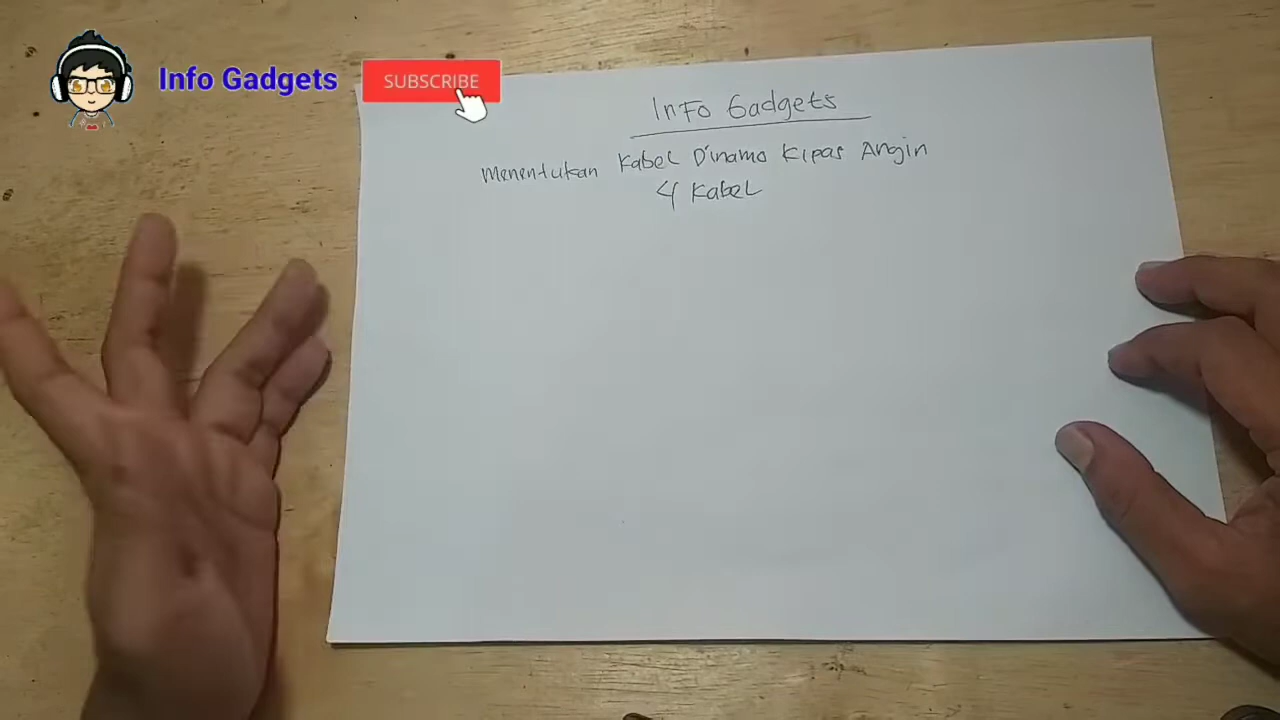 Info Gadgets
SUBSCRIBE
InFo Gadgets
Menentukan Kabel Dinamo Kipas Angin
4 Kabel